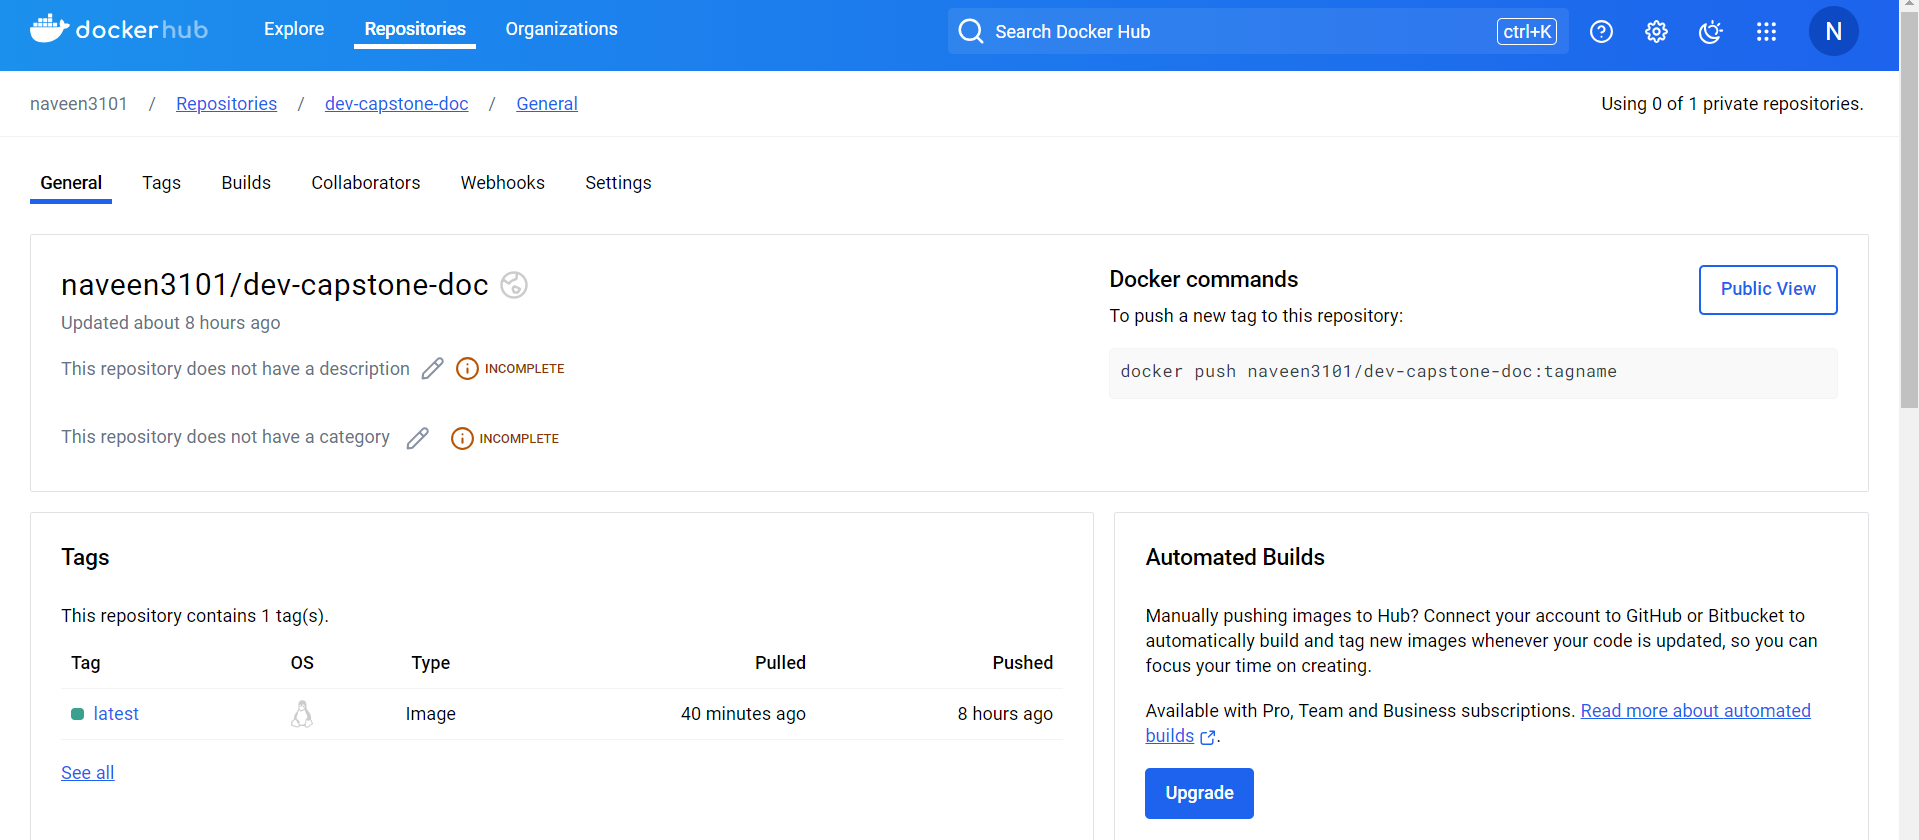 docker hub
Explore
Repositories
Organizations
Search Docker Hub
ctrl+K
N
naveen3101 / Repositories / dev-capstone-doc / General
Using 0 of 1 private repositories.
General
Tags
Builds
Collaborators
Webhooks
Settings
naveen3101/dev-capstone-doc
Updated about 8 hours ago
This repository does not have a description
INCOMPLETE
This repository does not have a category
INCOMPLETE
Docker commands
To push a new tag to this repository:
Public View
docker push naveen3101/dev-capstone-doc:tagname
Tags
This repository contains 1 tag(s).
Tag OS Type Pulled Pushed
latest Image 40 minutes ago 8 hours ago
See all
Automated Builds
Manually pushing images to Hub? Connect your account to GitHub or Bitbucket to
automatically build and tag new images whenever your code is updated, so you can
focus your time on creating.
Available with Pro, Team and Business subscriptions. Read more about automated
builds.
Upgrade